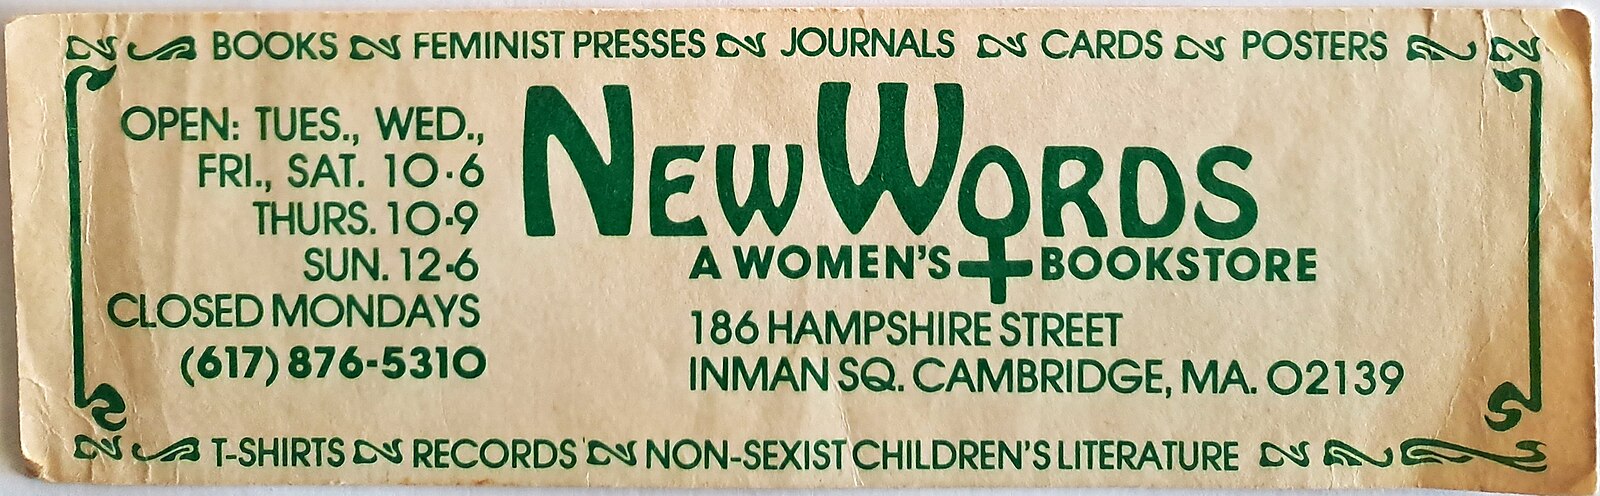 BOOKS FEMINIST PRESSES JOURNALS CARDS POSTERS
OPEN: TUES., WED.,
FRI., SAT. 10-6
THURS. 10-9
SUN. 12-6
CLOSED MONDAYS
(617) 876-5310
NEW WORDS
A WOMEN'S BOOKSTORE
186 HAMPSHIRE STREET
INMAN SQ. CAMBRIDGE, MA. 02139
T-SHIRTS RECORDS NON-SEXIST CHILDREN'S LITERATURE